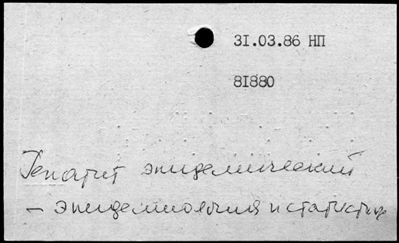 31.03.86 НП
81880
Гепатит эпидемический
– эпидемиология и статистика